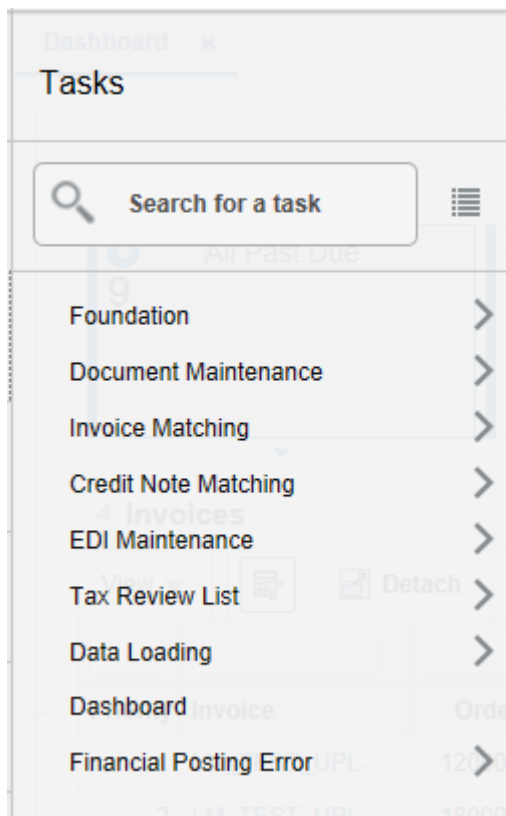 Dashboard ×
Tasks
Search for a task
All Past Due
9
Foundation
Document Maintenance
Invoice Matching
Credit Note Matching
Invoices
EDI Maintenance
View
Detach
Tax Review List
Data Loading
Dashboard
Invoice
Financial Posting Error